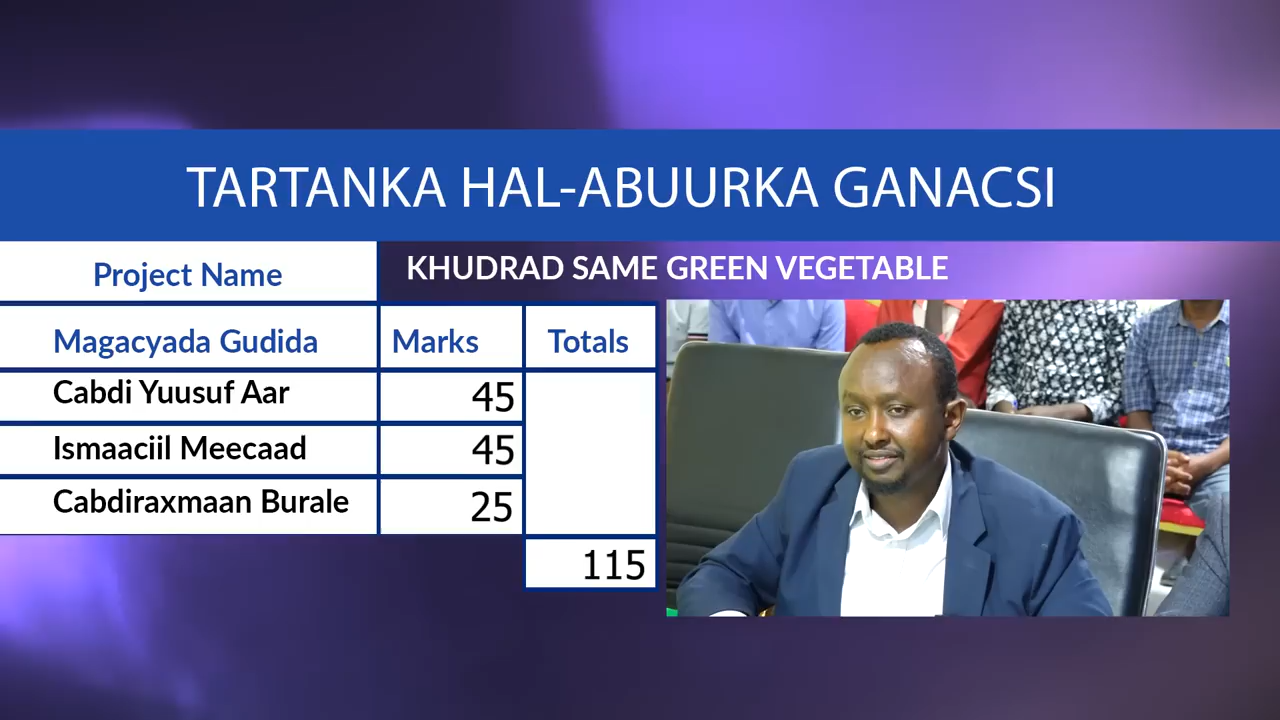 TARTANKA HAL-ABUURKA GANACSI
Project Name KHUDRAD SAME GREEN VEGETABLE
Magacyada Gudida Marks Totals
Cabdi Yuusuf Aar 45
Ismaaciil Meecaad 45
Cabdiraxmaan Burale 25
115